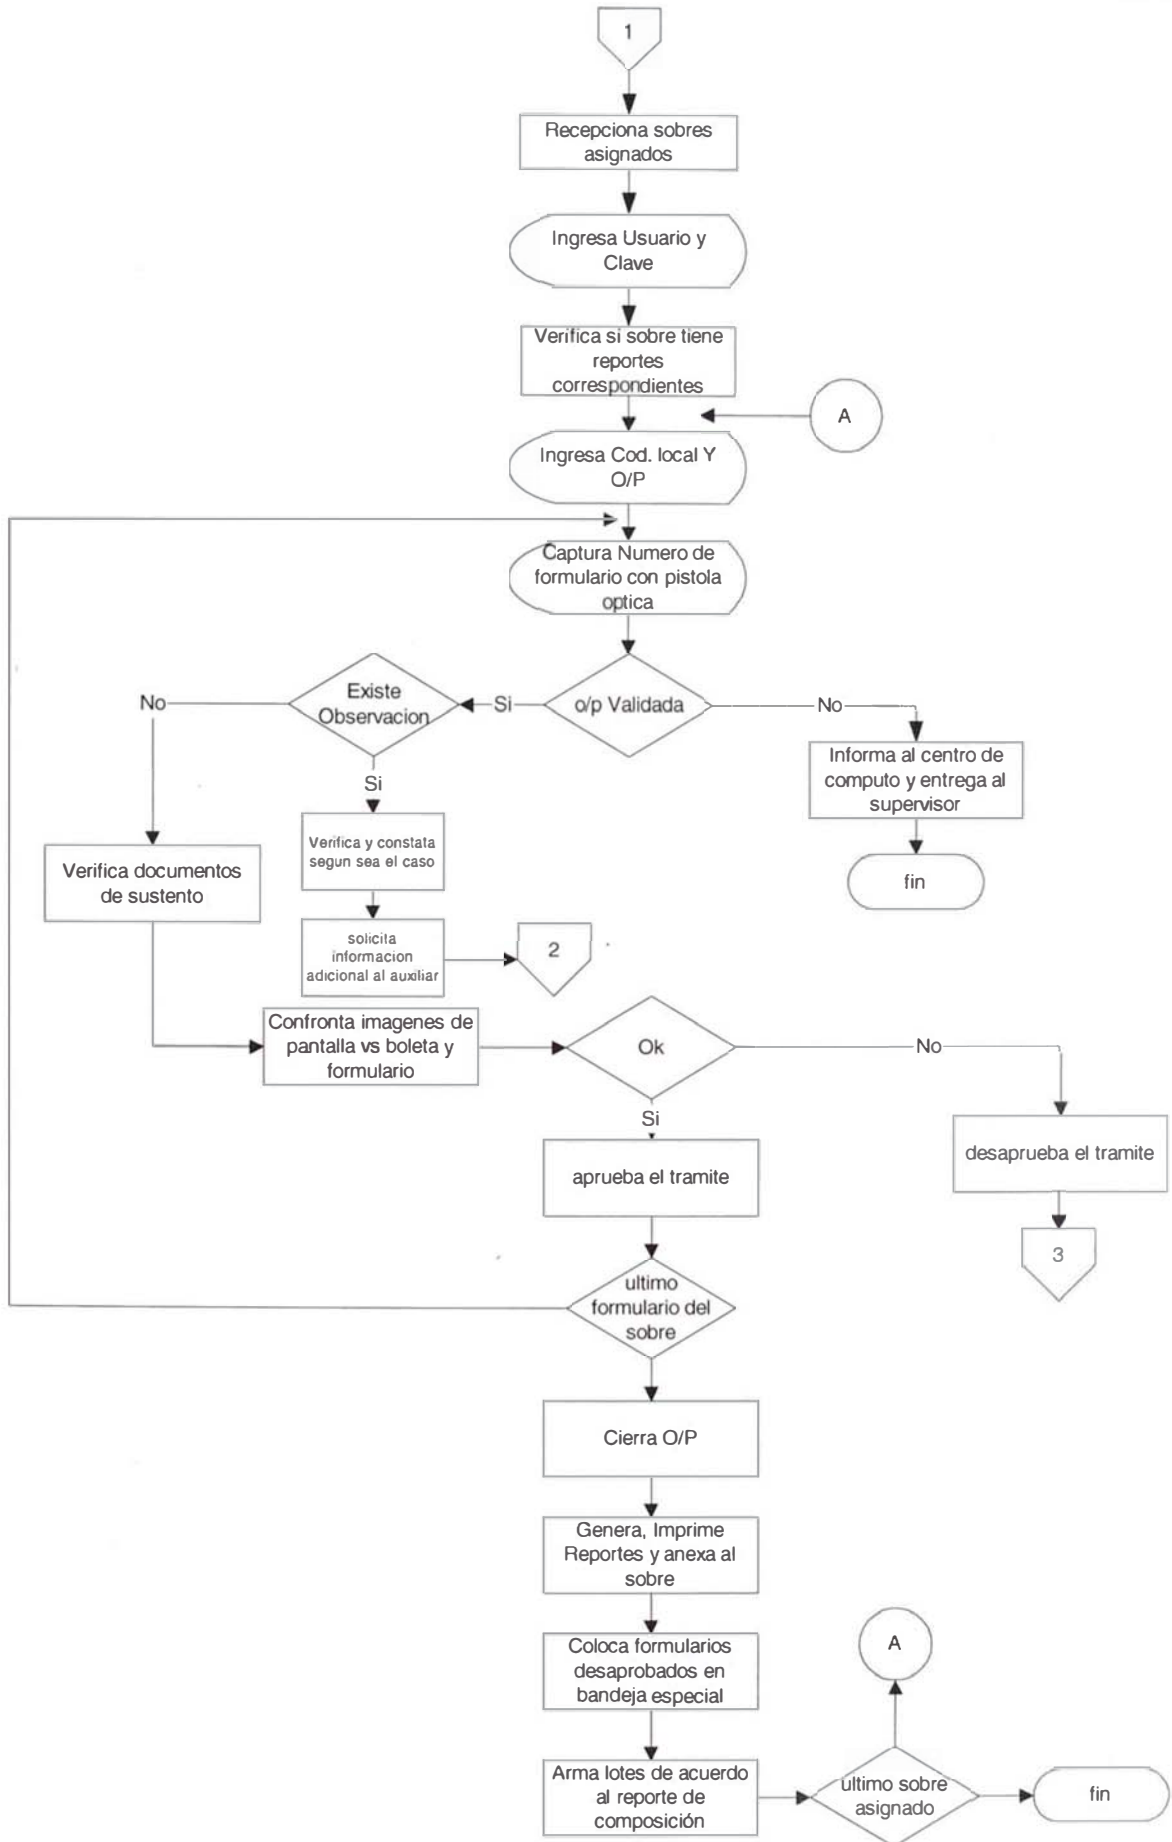 1
Recepciona sobres
asignados
Ingresa Usuario y
Clave
Verifica si sobre tiene
reportes
correspondientes
A
Ingresa Cod. local Y
O/P
Captura Numero de
formulario con pistola
optica
No
Existe
Observacion
Si
o/p Validada
No
Informa al centro de
computo y entrega al
supervisor
fin
Si
Verifica y constata
segun sea el caso
Verifica documentos
de sustento
solicita
informacion
adicional al auxiliar
2
Confronta imagenes de
pantalla vs boleta y
formulario
Ok
No
Si
aprueba el tramite
desaprueba el tramite
3
ultimo
formulario del
sobre
Cierra O/P
Genera, Imprime
Reportes y anexa al
sobre
Coloca formularios
desaprobados en
bandeja especial
A
Arma lotes de acuerdo
al reporte de
composición
ultimo sobre
asignado
fin